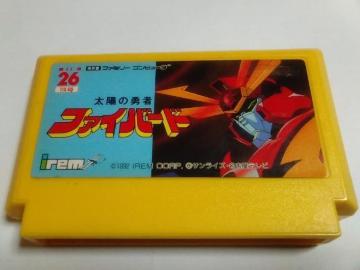 26
ファミリー コンピュータ
太陽の勇者
ファイバード
irem
©1992 IREM CORP. ©サンライズ・名古屋テレビ